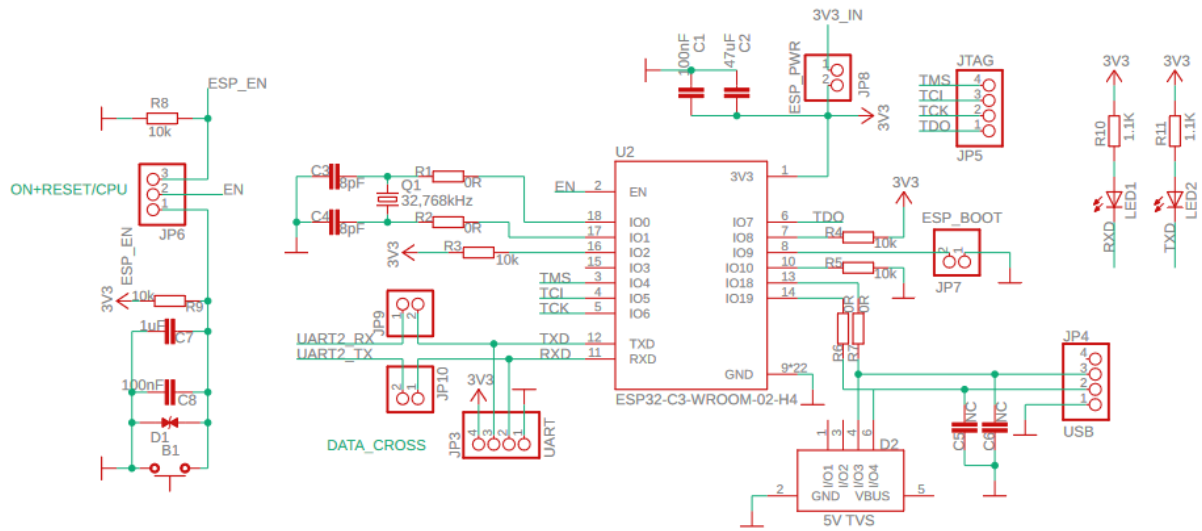 3V3_IN
100nF
C1
47uF
C2
ESP_PWR
1
2
JP8
3V3
JTAG
TMS 4
TCI 3
TCK 2
TDO 1
JP5
3V3
3V3
R10
1.1K
R11
1.1K
LED1
LED2
RXD
TXD
ESP_EN
R8
10k
ON+RESET/CPU
3
2
1
EN
JP6
ESP_EN
3V3
10k
R9
1uF
C7
100nF
C8
D1
B1
C3
8pF
C4
8pF
Q1
32,768kHz
R1
0R
R2
0R
3V3
R3
10k
U2
EN 2 EN
3V3 1
18 IO0
17 IO1
16 IO2
15 IO3
TMS 3 IO4
TCI 4 IO5
TCK 5 IO6
TXD 12 TXD
RXD 11 RXD
IO7 6 TDO
IO8 7
IO9 8
IO10 10
IO18 13
IO19 14
GND 9*22
ESP32-C3-WROOM-02-H4
R4
10k
3V3
R5
10k
ESP_BOOT
2 1
JP7
JP9
1 2
UART2_RX
UART2_TX
2 1
JP10
3V3
DATA_CROSS
JP3
4 3 2 1
UART
0R
0R
R6
R7
JP4
4
3
2
1
USB
C5
NC
C6
NC
1 3 4 6
D2
I/O1
I/O2
I/O3
I/O4
2 GND
VBUS 5
5V TVS